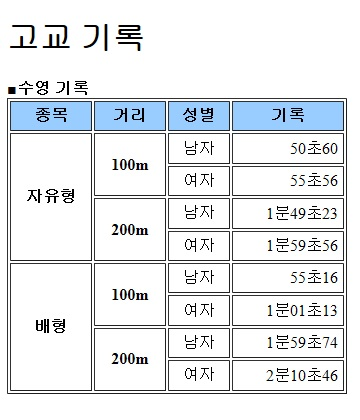 고교 기록
■수영 기록
종목 거리 성별 기록
자유형 100m 남자 50초60
여자 55초56
200m 남자 1분49초23
여자 1분59초56
배형 100m 남자 55초16
여자 1분01초13
200m 남자 1분59초74
여자 2분10초46